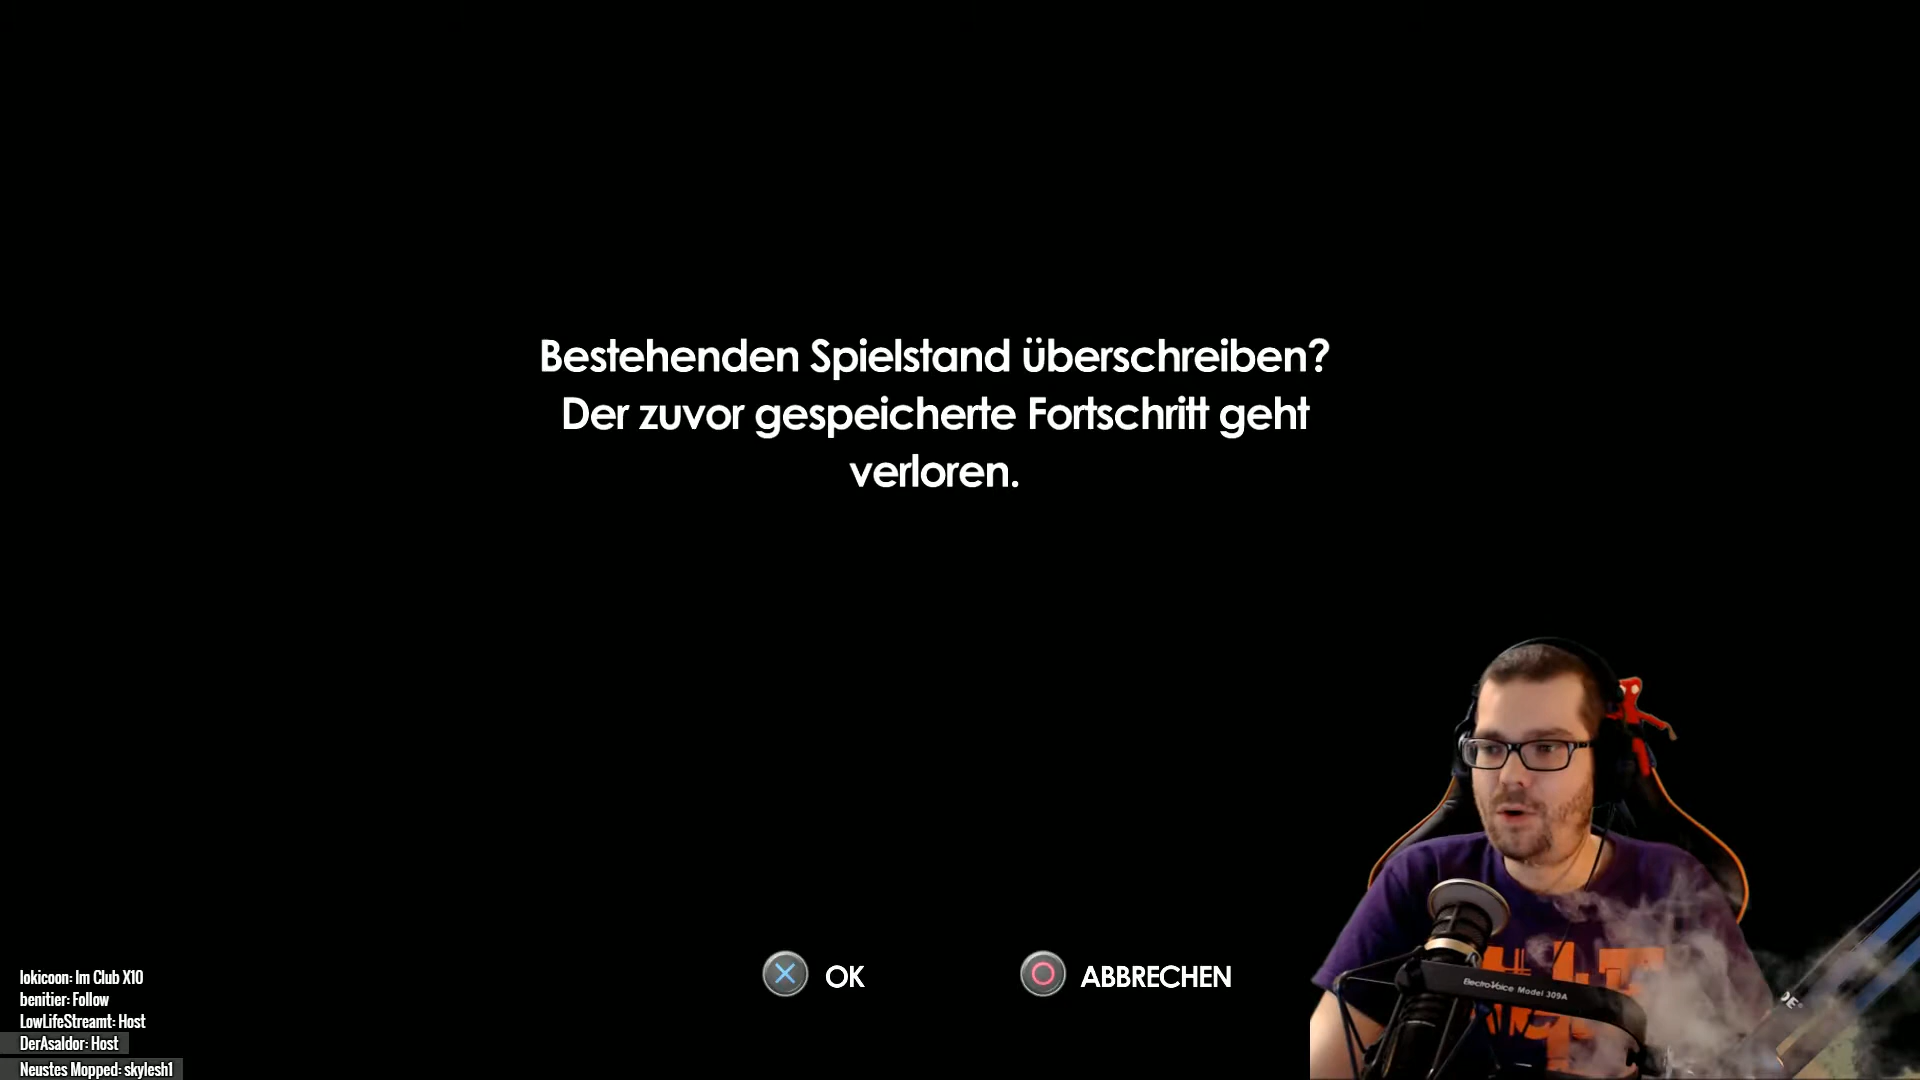 Bestehenden Spielstand überschreiben?
Der zuvor gespeicherte Fortschritt geht
verloren.
OK
ABBRECHEN
lokicoon: Im Club X10
benitier: Follow
LowLifeStreamt: Host
DerAsaldor: Host
Neustes Mopped: skylesh1
Electro-Voice Model 309A